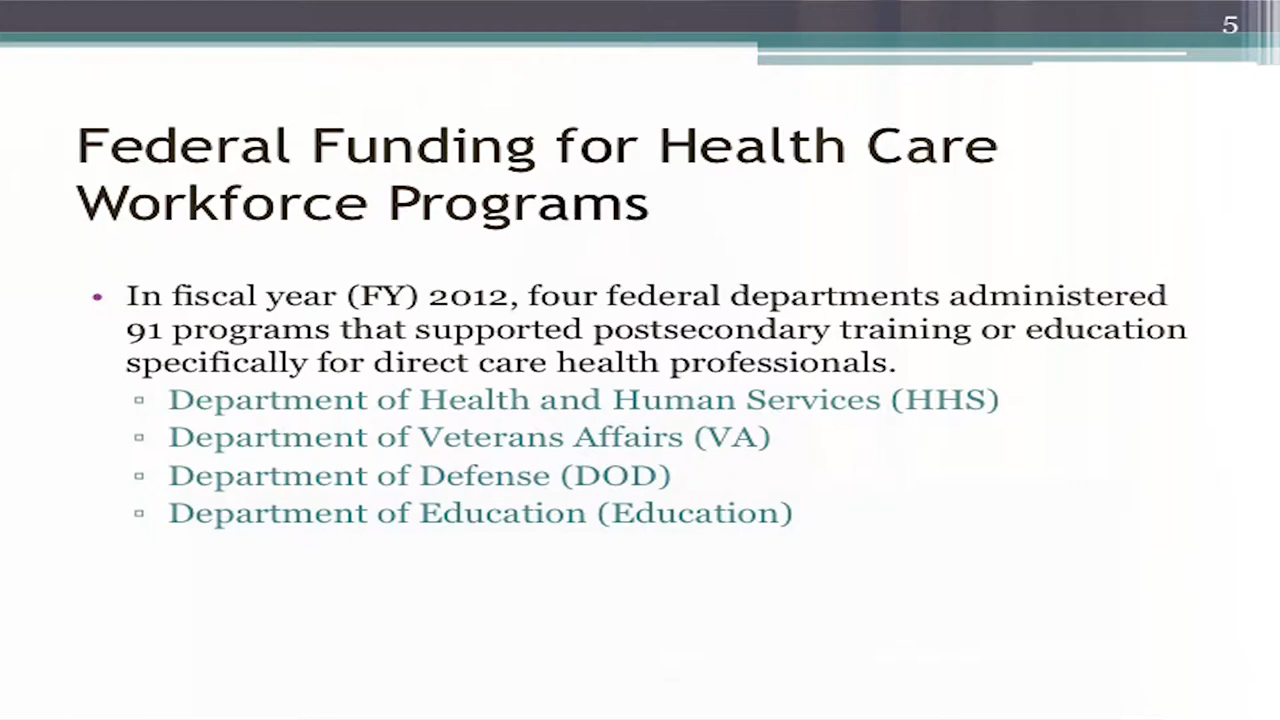 5
Federal Funding for Health Care
Workforce Programs
• In fiscal year (FY) 2012, four federal departments administered
91 programs that supported postsecondary training or education
specifically for direct care health professionals.
▫ Department of Health and Human Services (HHS)
▫ Department of Veterans Affairs (VA)
▫ Department of Defense (DOD)
▫ Department of Education (Education)